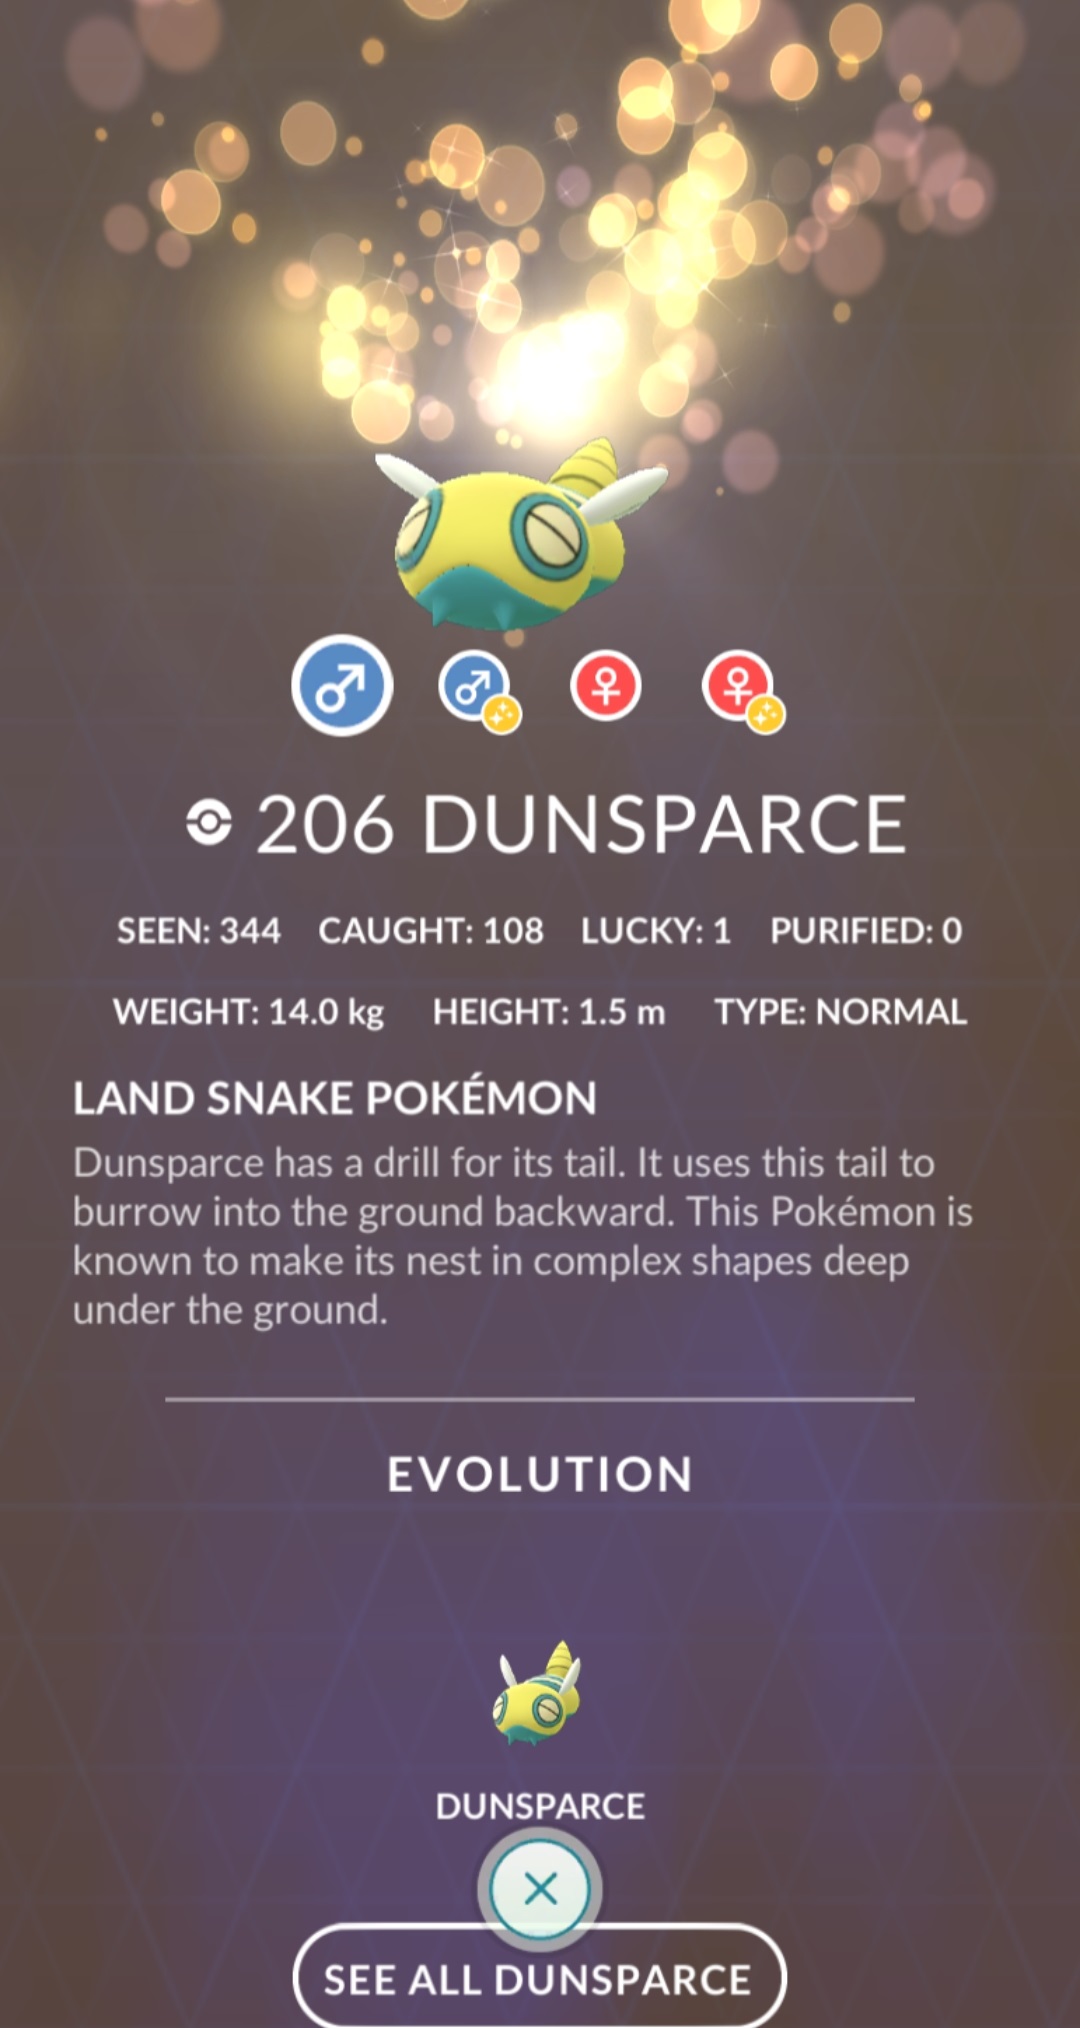 206 DUNSPARCE
SEEN: 344 CAUGHT: 108 LUCKY: 1 PURIFIED: 0
WEIGHT: 14.0 kg HEIGHT: 1.5 m TYPE: NORMAL
LAND SNAKE POKÉMON
Dunsparce has a drill for its tail. It uses this tail to
burrow into the ground backward. This Pokémon is
known to make its nest in complex shapes deep
under the ground.
EVOLUTION
DUNSPARCE
SEE ALL DUNSPARCE